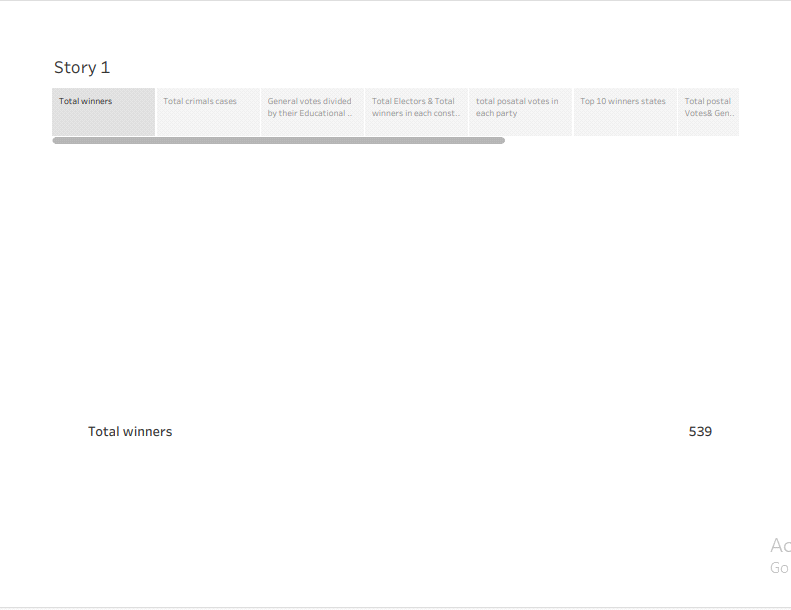 Story 1
Total winners
Total crimals cases
General votes divided
by their Educational ..
Total Electors & Total
winners in each const..
total posatal votes in
each party
Top 10 winners states
Total postal
Votes& Gen..
Total winners 539
Go